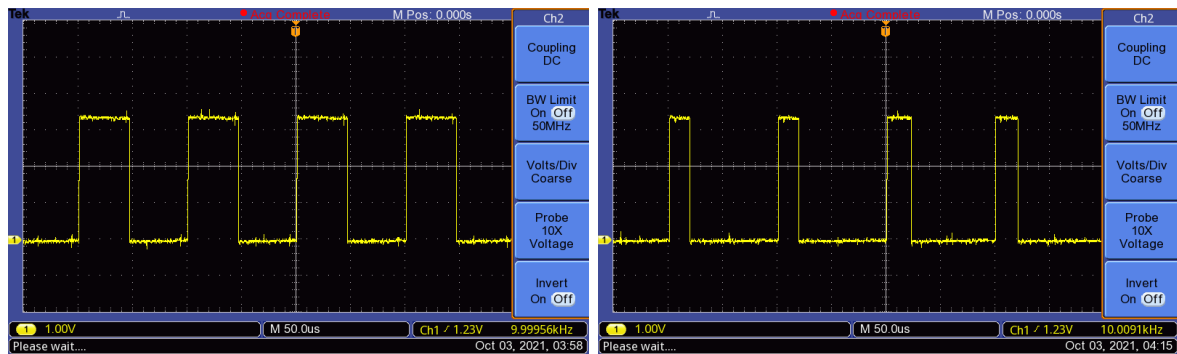 Tek
Acq Complete
M Pos: 0.000s
Ch2
T
Coupling
DC
BW Limit
On Off
50MHz
Volts/Div
Coarse
Probe
10X
Voltage
Invert
On Off
1
1 1.00V
M 50.0us
Ch1 / 1.23V
9.99956kHz
Please wait....
Oct 03, 2021, 03:58
Tek
Acq Complete
M Pos: 0.000s
Ch2
T
Coupling
DC
BW Limit
On Off
50MHz
Volts/Div
Coarse
Probe
10X
Voltage
Invert
On Off
1
1 1.00V
M 50.0us
Ch1 / 1.23V
10.0091kHz
Please wait....
Oct 03, 2021, 04:15